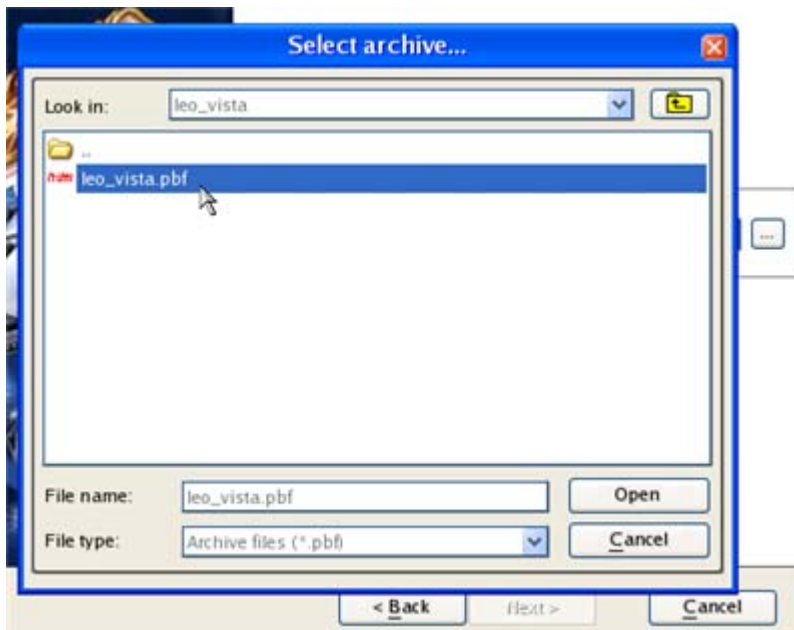 Select archive...
Look in: leo_vista
..
leo_vista.pbf
...
File name: leo_vista.pbf Open
File type: Archive files (*.pbf) Cancel
< Back Next > Cancel